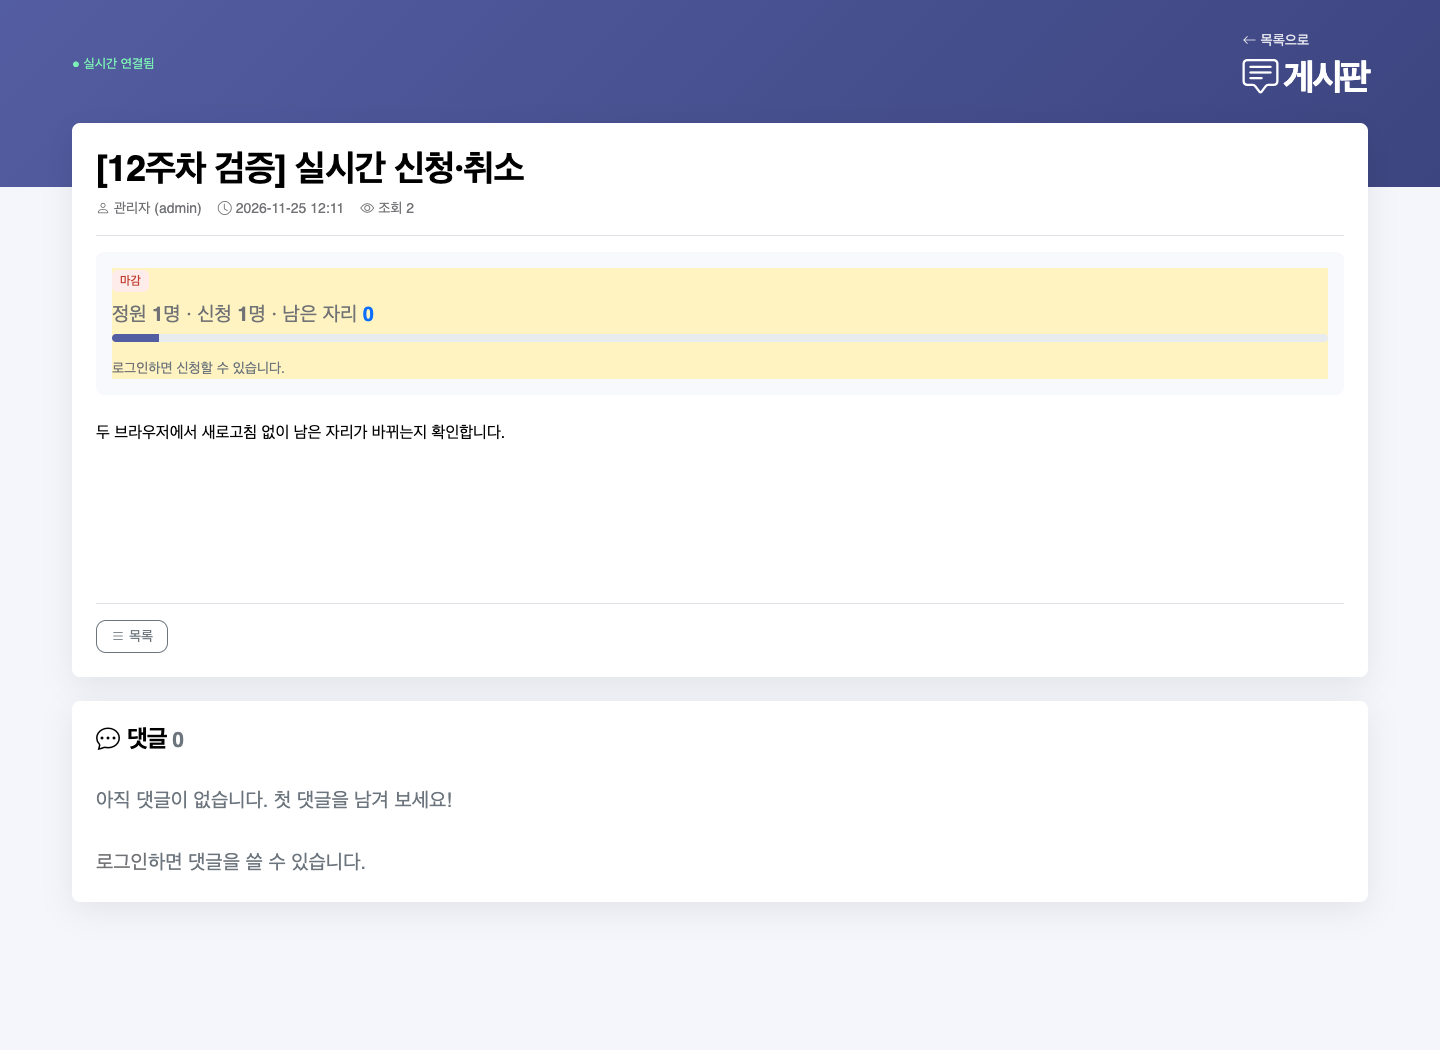 실시간 연결됨
← 목록으로
게시판
[12주차 검증] 실시간 신청·취소
관리자 (admin) 2026-11-25 12:11 조회 2
마감
정원 1명 · 신청 1명 · 남은 자리 0
로그인하면 신청할 수 있습니다.
두 브라우저에서 새로고침 없이 남은 자리가 바뀌는지 확인합니다.
목록
댓글 0
아직 댓글이 없습니다. 첫 댓글을 남겨 보세요!
로그인하면 댓글을 쓸 수 있습니다.